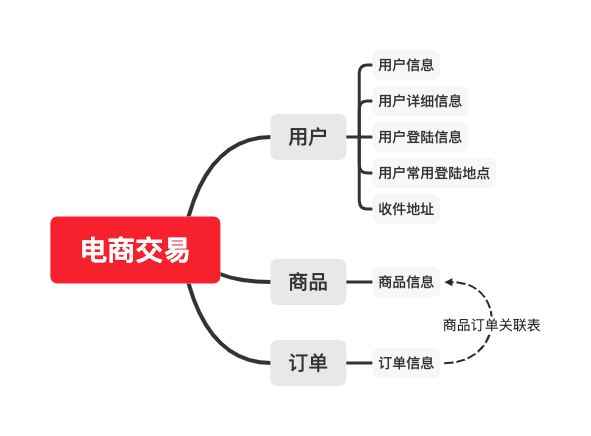 电商交易
用户
用户信息
用户详细信息
用户登陆信息
用户常用登陆地点
收件地址
商品
商品信息
商品订单关联表
订单
订单信息